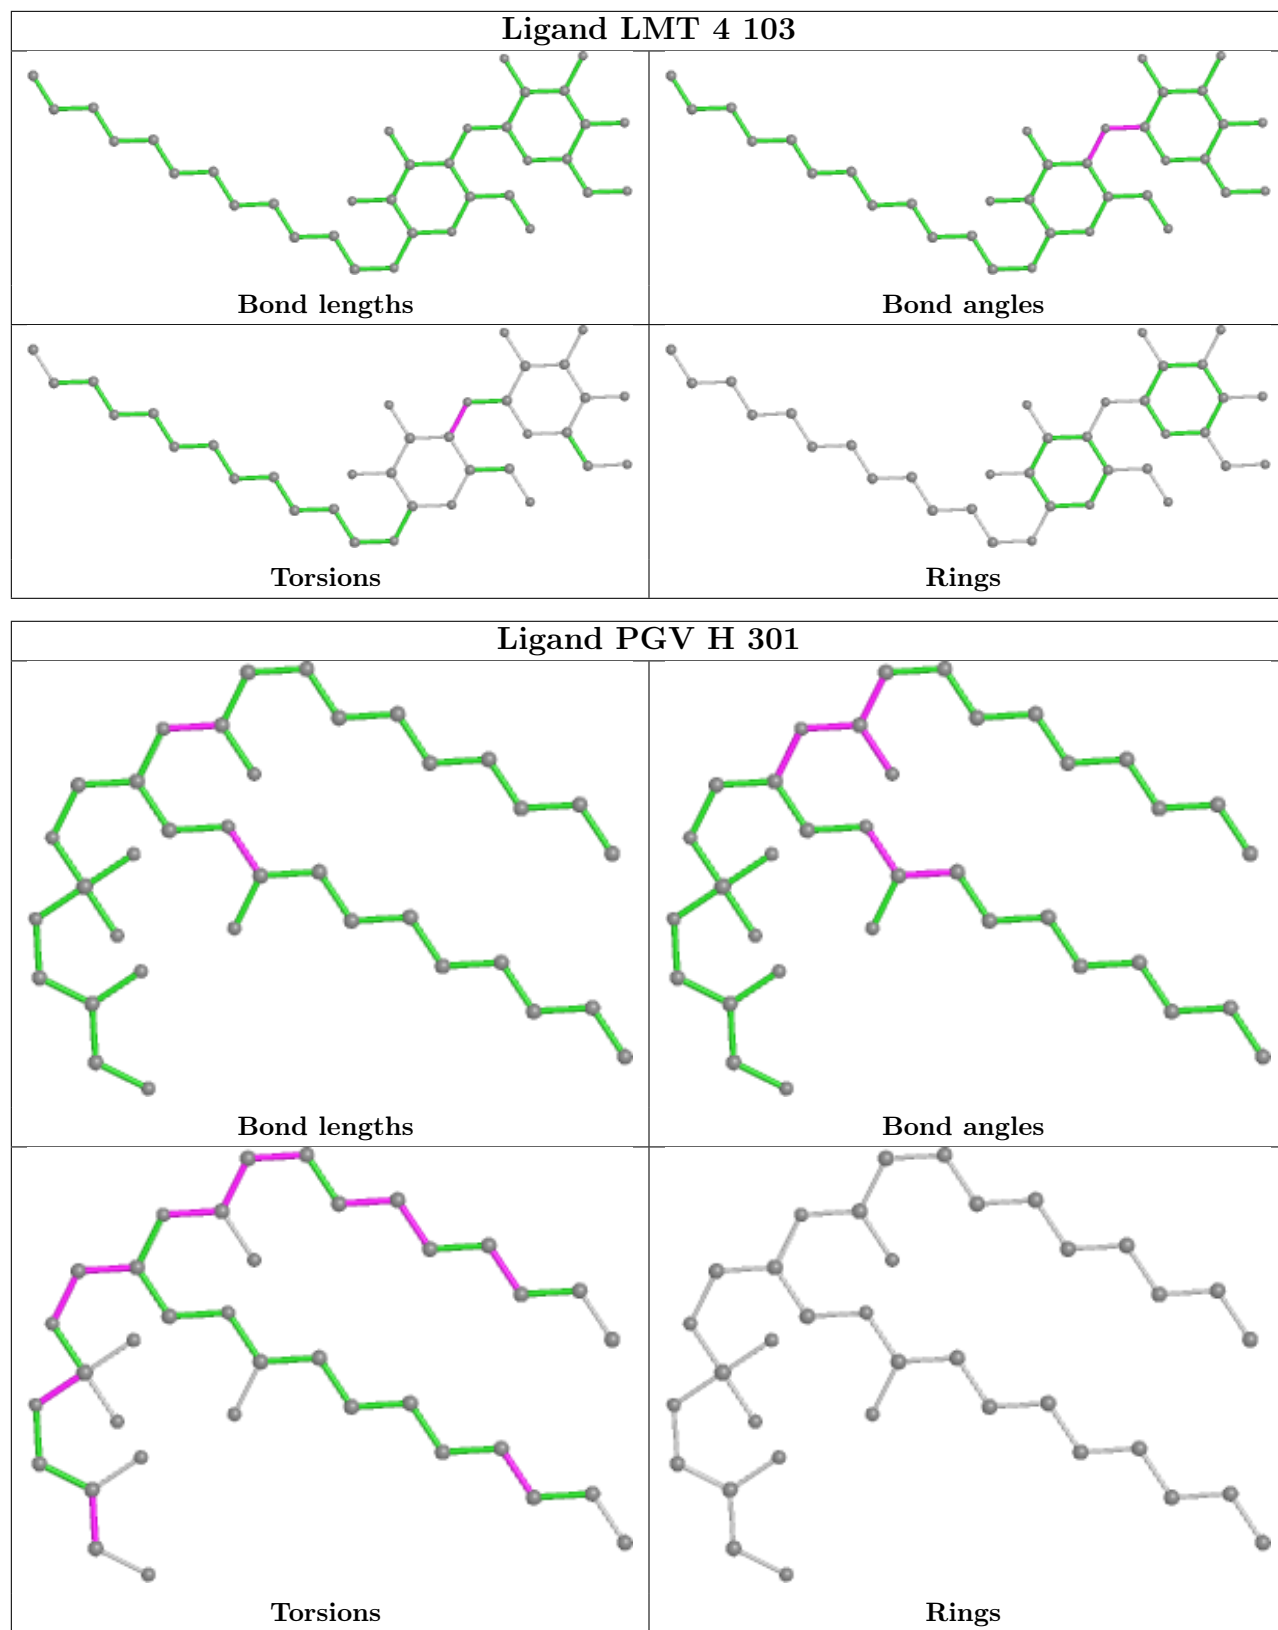 Ligand LMT 4 103
Bond lengths
Bond angles
Torsions
Rings
Ligand PGV H 301
Bond lengths
Bond angles
Torsions
Rings